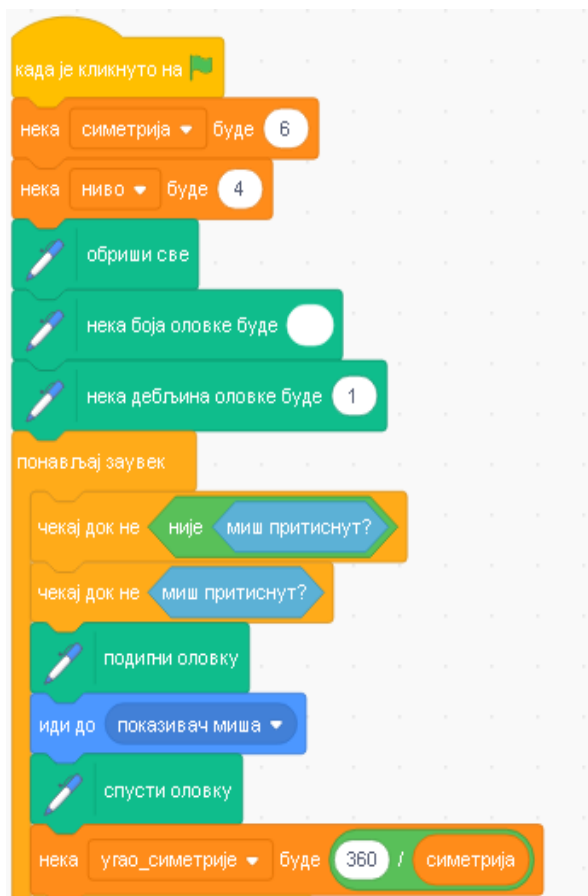 када је кликнуто на
нека симетрија буде 6
нека ниво буде 4
обриши све
нека боја оловке буде
нека дебљина оловке буде 1
понављај заувек
чекај док не није миш притиснут?
чекај док не миш притиснут?
подигни оловку
иди до показивач миша
спусти оловку
нека угао_симетрије буде 360 / симетрија